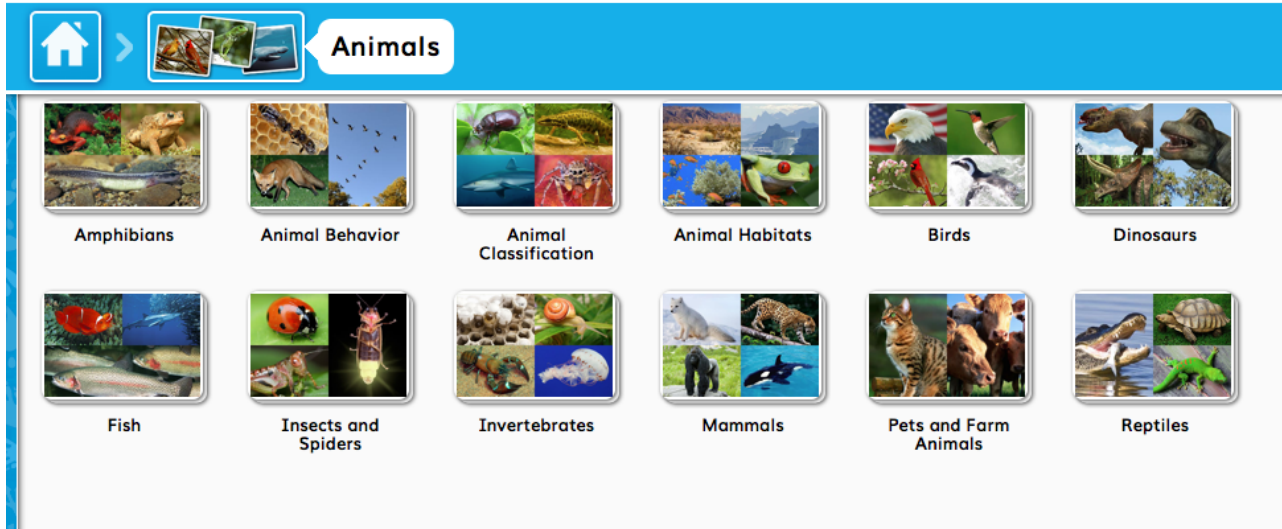 Animals
Amphibians
Animal Behavior
Animal
Classification
Animal Habitats
Birds
Dinosaurs
Fish
Insects and
Spiders
Invertebrates
Mammals
Pets and Farm
Animals
Reptiles